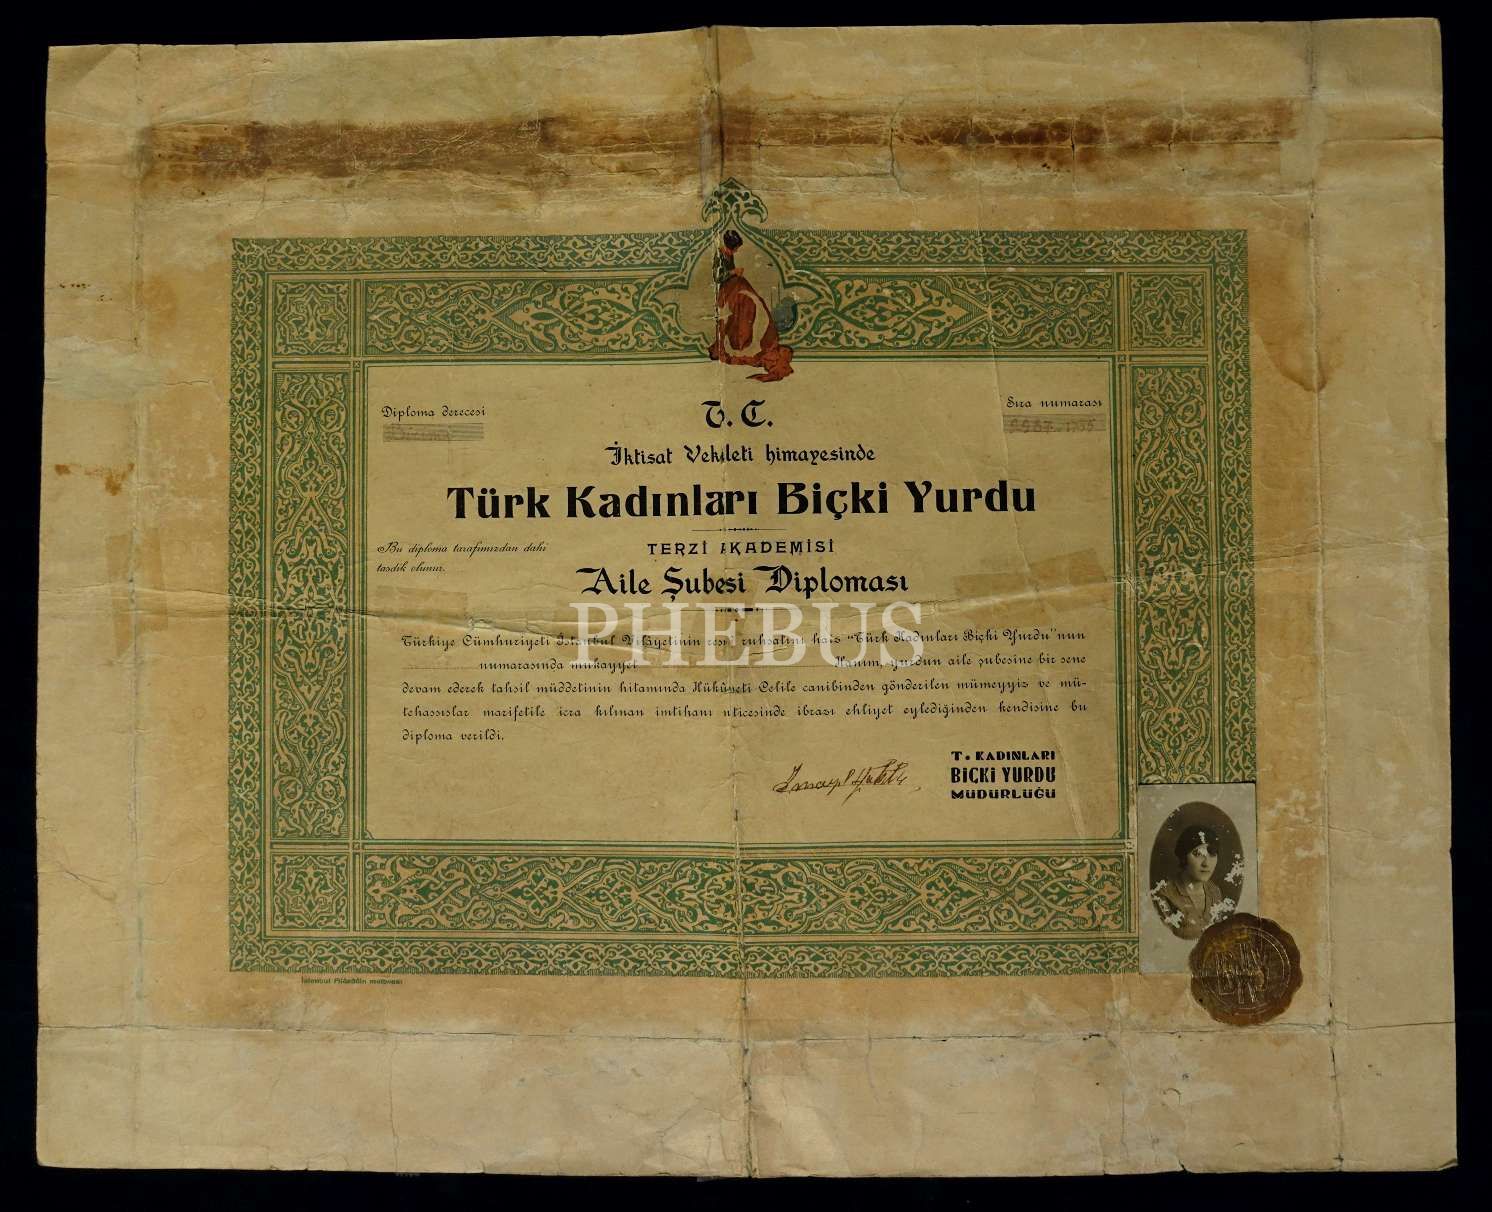 Diploma derecesi
T. C.
Sıra numarası
İktisat Vekâleti himayesinde
Türk Kadınları Biçki Yurdu
Bu diploma tarafımızdan dahi
tasdik olunur.
TERZİ AKADEMİSİ
Aile Şubesi Diploması
PHEBUS
Türkiye Cümhuriyeti İstanbul Vilâyetinin resmî ruhsatını haiz "Türk Kadınları Biçki Yurdu"nun
numarasında mukayyet Hanım, yurdun aile şubesine bir sene
devam ederek tahsil müddetinin hitamında Hükûmeti Celile canibinden gönderilen mümeyyiz ve mü-
tehassıslar marifetile icra kılınan imtihanı neticesinde ibrazı ehliyet eylediğinden kendisine bu
diploma verildi.
T. KADINLARI
BİÇKİ YURDU
MÜDÜRLÜĞÜ
İstanbul matbaası